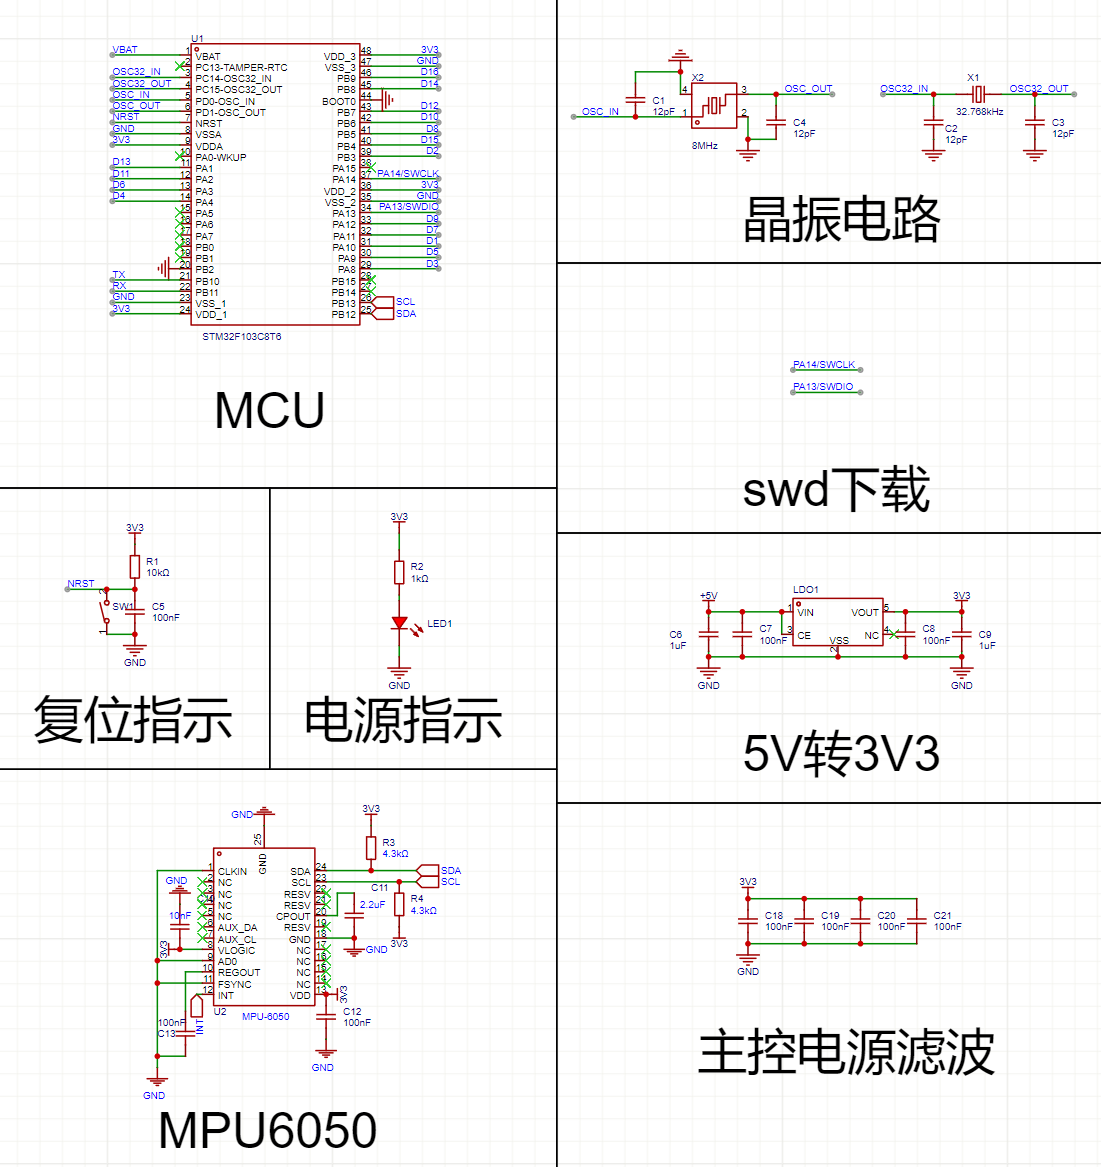 U1
VBAT 1 VBAT
2 PC13-TAMPER-RTC
OSC32_IN 3 PC14-OSC32_IN
OSC32_OUT 4 PC15-OSC32_OUT
OSC_IN 5 PD0-OSC_IN
OSC_OUT 6 PD1-OSC_OUT
NRST 7 NRST
GND 8 VSSA
3V3 9 VDDA
10 PA0-WKUP
D13 11 PA1
D11 12 PA2
D6 13 PA3
D4 14 PA4
15 PA5
16 PA6
17 PA7
18 PB0
19 PB1
20 PB2
TX 21 PB10
RX 22 PB11
GND 23 VSS_1
3V3 24 VDD_1
VDD_3 48 3V3
VSS_3 47 GND
PB9 46 D16
PB8 45 D14
BOOT0 44
PB7 43 D12
PB6 42 D10
PB5 41 D8
PB4 40 D15
PB3 39 D2
PA15 38
PA14 37 PA14/SWCLK
VDD_2 36 3V3
VSS_2 35 GND
PA13 34 PA13/SWDIO
PA12 33 D9
PA11 32 D7
PA10 31 D1
PA9 30 D5
PA8 29 D3
PB15 28
PB14 27
PB13 26 SCL
PB12 25 SDA
STM32F103C8T6
MCU
X2
4
3
1
2
OSC_IN
C1
12pF
OSC_OUT
C4
12pF
8MHz
X1
OSC32_IN
OSC32_OUT
32.768kHz
C2
12pF
C3
12pF
晶振电路
PA14/SWCLK
PA13/SWDIO
swd下载
3V3
R1
10kΩ
NRST
2
SW1
1
C5
100nF
GND
复位指示
3V3
R2
1kΩ
LED1
GND
电源指示
LDO1
+5V
3V3
1 VIN
3 CE
VOUT 5
NC 4
VSS
2
C6
1uF
C7
100nF
C8
100nF
C9
1uF
GND
GND
5V转3V3
GND
25
GND
3V3
R3
4.3kΩ
1 CLKIN
2 NC
3 NC
4 NC
5 NC
6 AUX_DA
7 AUX_CL
8 VLOGIC
9 AD0
10 REGOUT
11 FSYNC
12 INT
SDA 24 SDA
SCL 23 SCL
RESV 22
RESV 21
CPOUT 20
RESV 19
GND 18
NC 17
NC 16
NC 15
NC 14
VDD 13
GND
10nF
3V3
C11
2.2uF
R4
4.3kΩ
3V3
GND
3V3
C12
100nF
GND
U2
MPU-6050
100nF
C13
INT
GND
MPU6050
3V3
C18
100nF
C19
100nF
C20
100nF
C21
100nF
GND
主控电源滤波